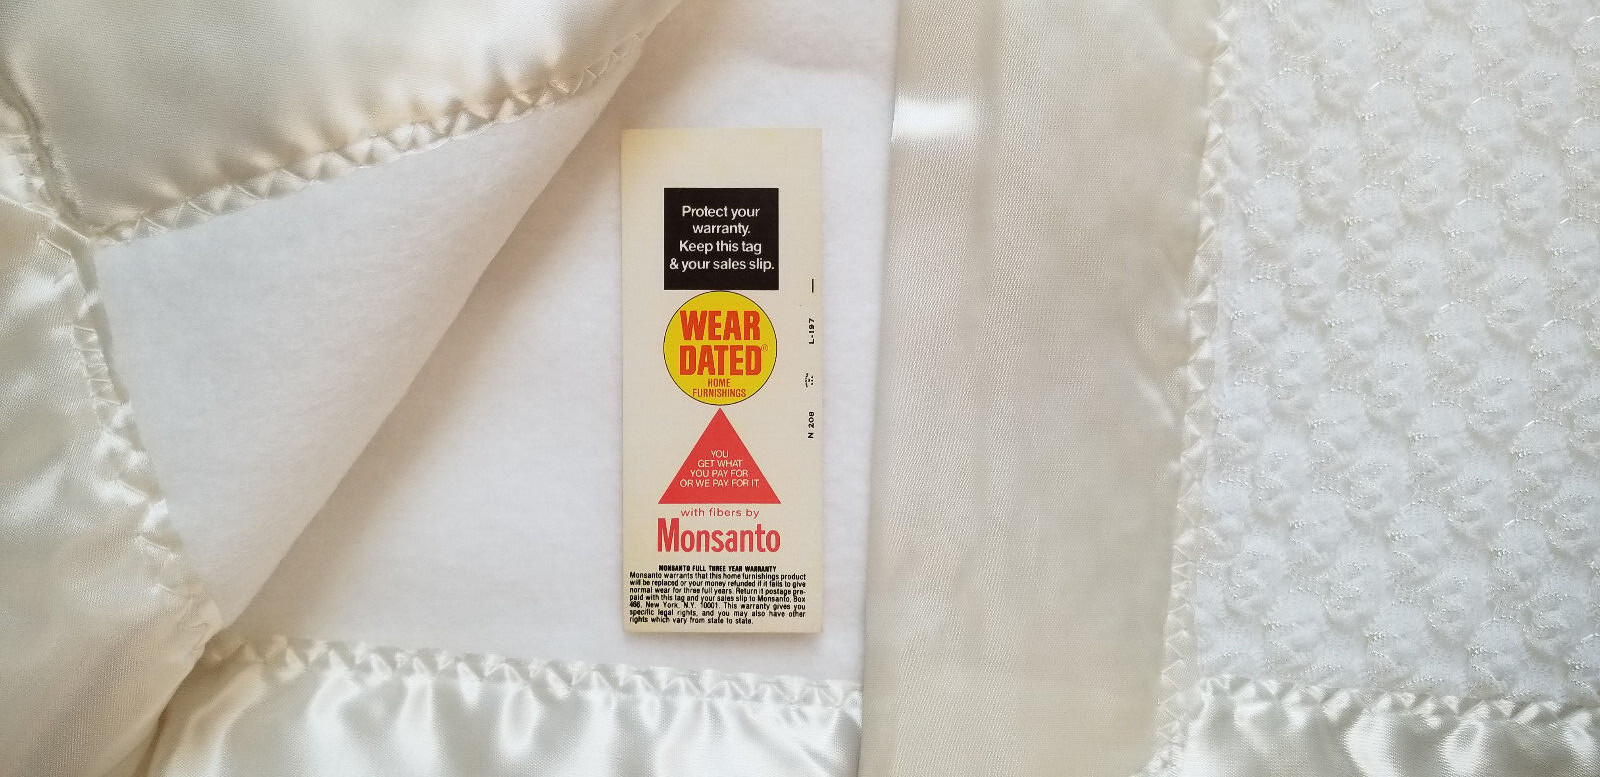 Protect your
warranty.
Keep this tag
& your sales slip.
WEAR
DATED®
HOME
FURNISHINGS
YOU
GET WHAT
YOU PAY FOR
OR WE PAY FOR IT.
with fibers by
Monsanto
MONSANTO FULL THREE YEAR WARRANTY
Monsanto warrants that this home furnishings product
will be replaced or your money refunded if it fails to give
normal wear for three full years. Return it postage pre-
paid with this tag and your sales slip to Monsanto, Box
466, New York, N.Y. 10001. This warranty gives you
specific legal rights, and you may also have other
rights which vary from state to state.
N 208
L-197